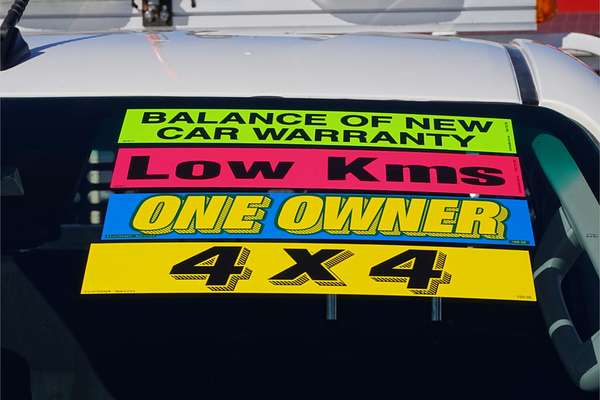 BALANCE OF NEW
CAR WARRANTY
Low Kms
ONE OWNER
4 X 4